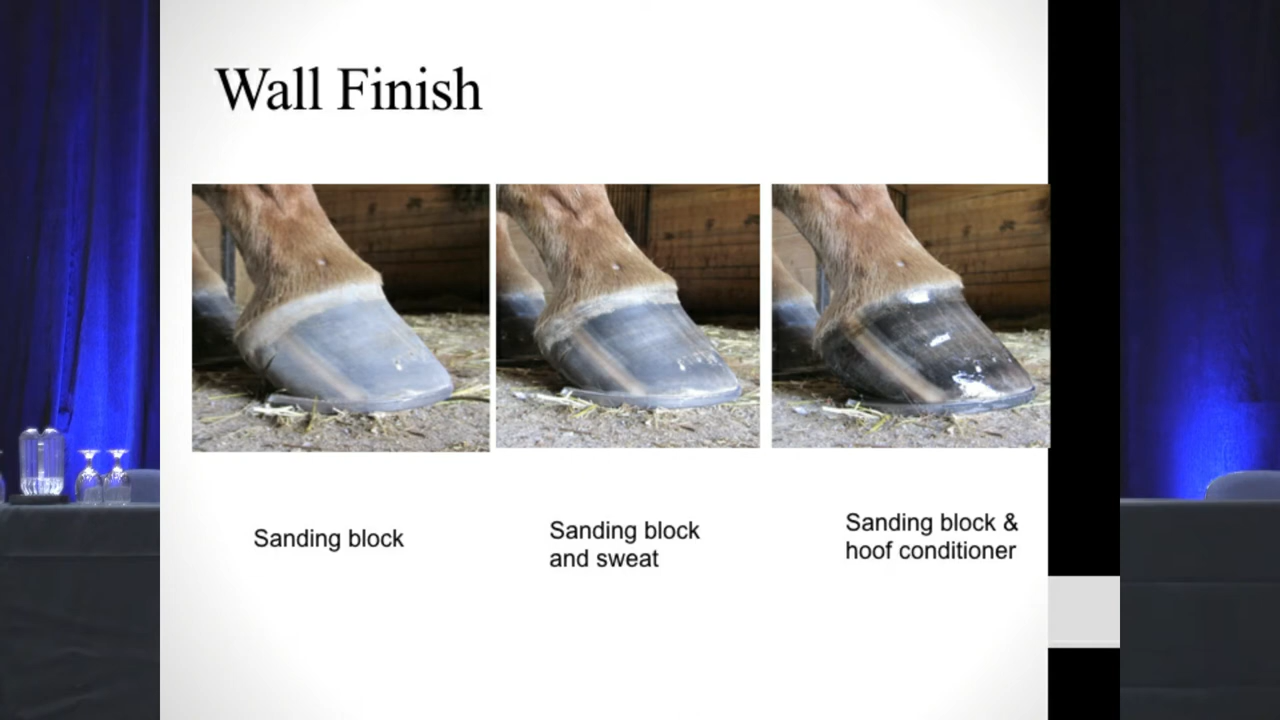 Wall Finish
Sanding block
Sanding block
and sweat
Sanding block &
hoof conditioner